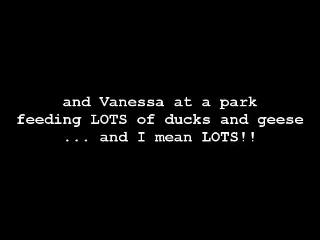 and Vanessa at a park
feeding LOTS of ducks and geese
... and I mean LOTS!!